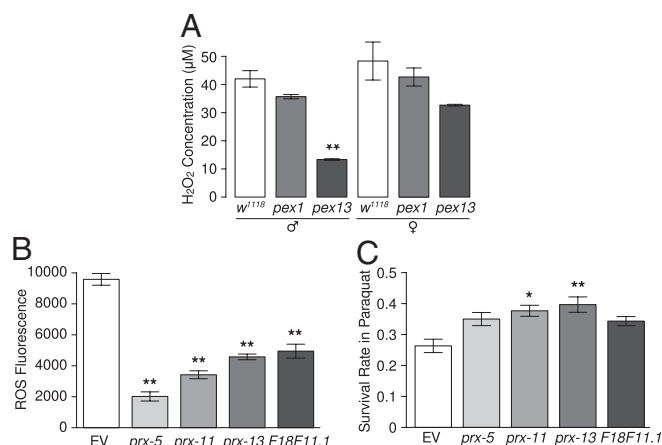 A
H₂O₂ Concentration (µM)
50
40
30
20
10
0
**
w¹¹¹⁸ pex1 pex13 w¹¹¹⁸ pex1 pex13
♂ ♀
B
ROS Fluorescence
10000
8000
6000
4000
2000
0
** ** ** **
EV prx-5 prx-11 prx-13 F18F11.1
C
Survival Rate in Paraquat
0.5
0.4
0.3
0.2
0.1
0
* **
EV prx-5 prx-11 prx-13 F18F11.1